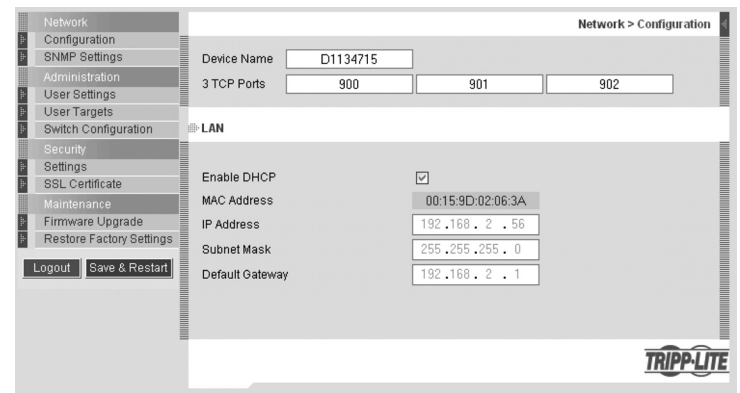 Network
Configuration
SNMP Settings
Administration
User Settings
User Targets
Switch Configuration
Security
Settings
SSL Certificate
Maintenance
Firmware Upgrade
Restore Factory Settings
Logout Save & Restart
Network > Configuration
Device Name D1134715
3 TCP Ports 900 901 902
LAN
Enable DHCP
MAC Address 00:15:9D:02:06:3A
IP Address 192.168.2.56
Subnet Mask 255.255.255.0
Default Gateway 192.168.2.1
TRIPP·LITE